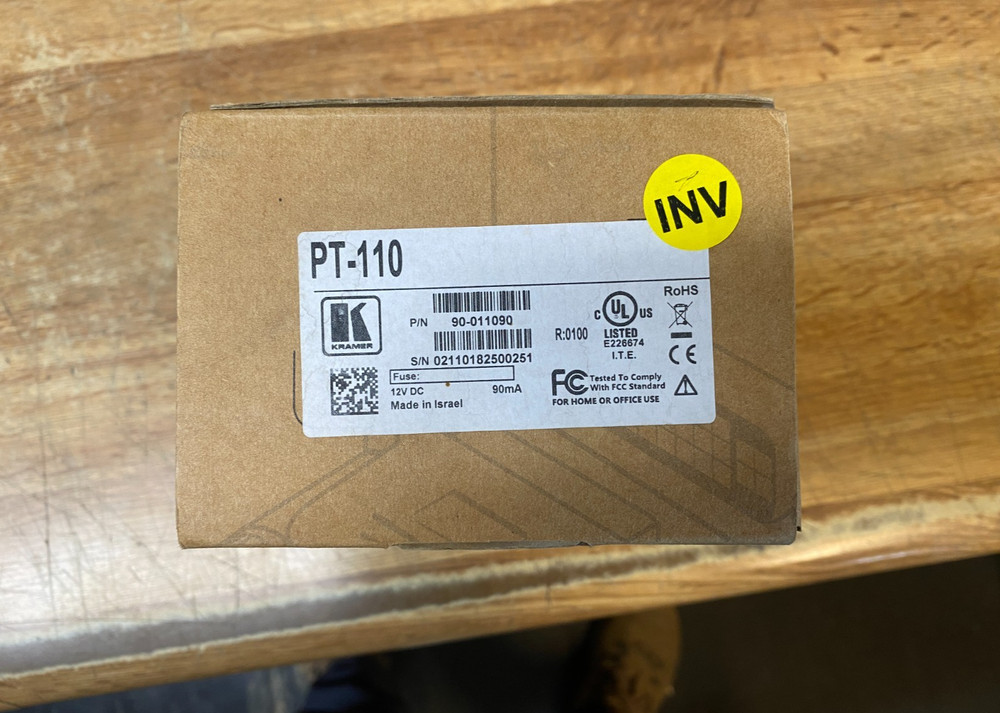 INV
PT-110
KRAMER
P/N 90-011090
S/N 02110182500251
Fuse:
12V DC 90mA
Made in Israel
R:0100
C UL US
LISTED
E226674
I.T.E.
RoHS
CE
FC Tested To Comply
With FCC Standard
FOR HOME OR OFFICE USE